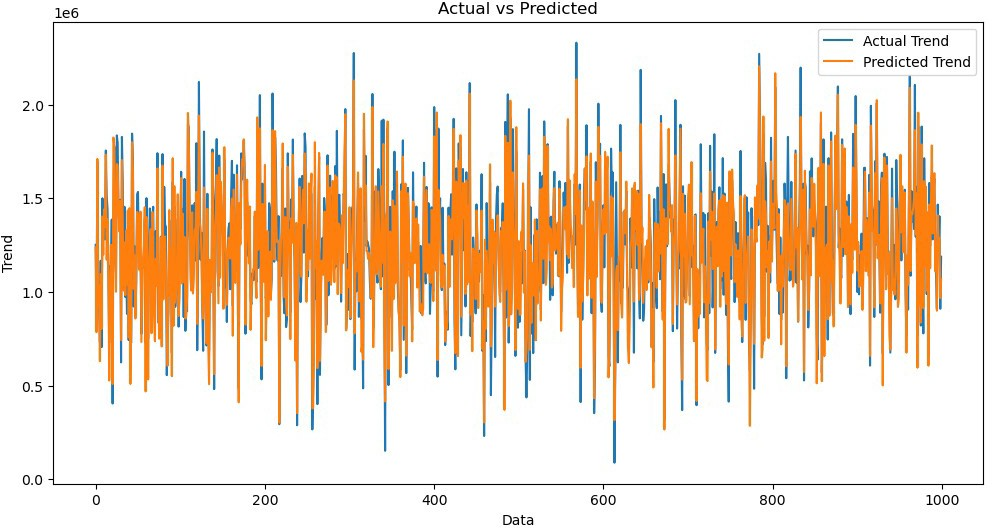 Actual vs Predicted
1e6
Actual Trend
Predicted Trend
2.0
1.5
1.0
0.5
0.0
Trend
0 200 400 600 800 1000
Data